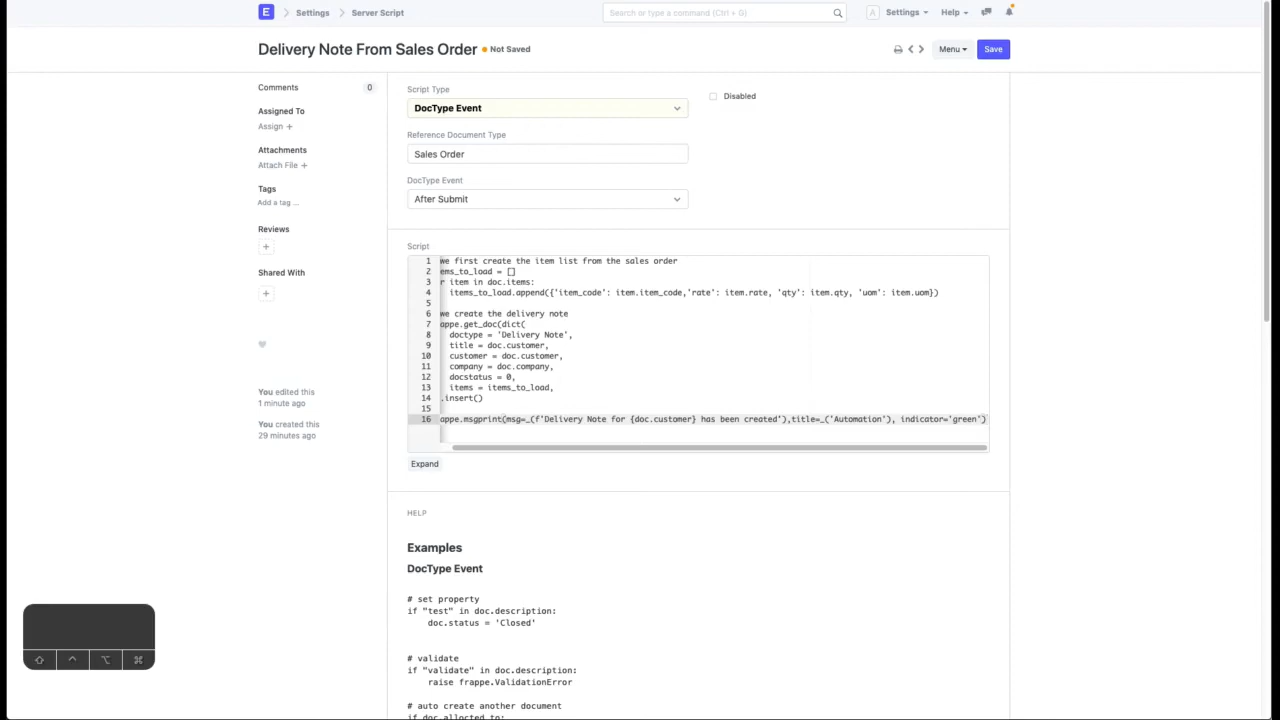 E Settings Server Script Search or type a command (Ctrl + G) A Settings Help
Delivery Note From Sales Order Not Saved Menu Save
Comments 0
Assigned To
Assign +
Attachments
Attach File +
Tags
Add a tag ...
Reviews
+
Shared With
+
You edited this
1 minute ago
You created this
29 minutes ago
Script Type
DocType Event
Disabled
Reference Document Type
Sales Order
DocType Event
After Submit
Script
1 we first create the item list from the sales order
2 ems_to_load = []
3 r item in doc.items:
4 items_to_load.append({'item_code': item.item_code,'rate': item.rate, 'qty': item.qty, 'uom': item.uom})
5
6 we create the delivery note
7 appe.get_doc(dict(
8 doctype = 'Delivery Note',
9 title = doc.customer,
10 customer = doc.customer,
11 company = doc.company,
12 docstatus = 0,
13 items = items_to_load,
14 .insert()
15
16 appe.msgprint(msg=_(f'Delivery Note for {doc.customer} has been created'),title=_('Automation'), indicator='green')
Expand
HELP
Examples
DocType Event
# set property
if "test" in doc.description:
doc.status = 'Closed'
# validate
if "validate" in doc.description:
raise frappe.ValidationError
# auto create another document
if doc.allocted_to: